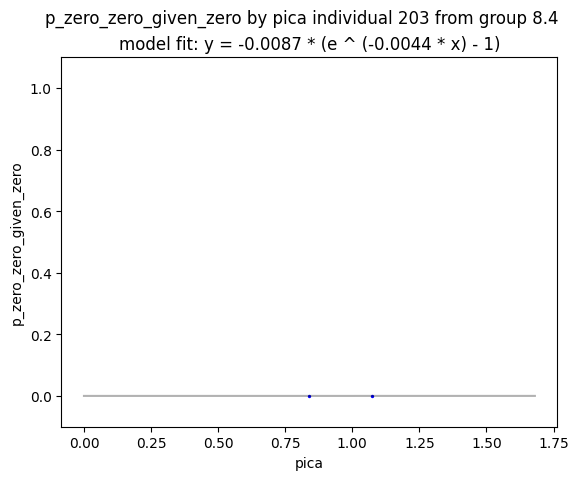 p_zero_zero_given_zero by pica individual 203 from group 8.4
model fit: y = -0.0087 * (e ^ (-0.0044 * x) - 1)
1.0
0.8
0.6
0.4
0.2
0.0
p_zero_zero_given_zero
0.00 0.25 0.50 0.75 1.00 1.25 1.50 1.75
pica